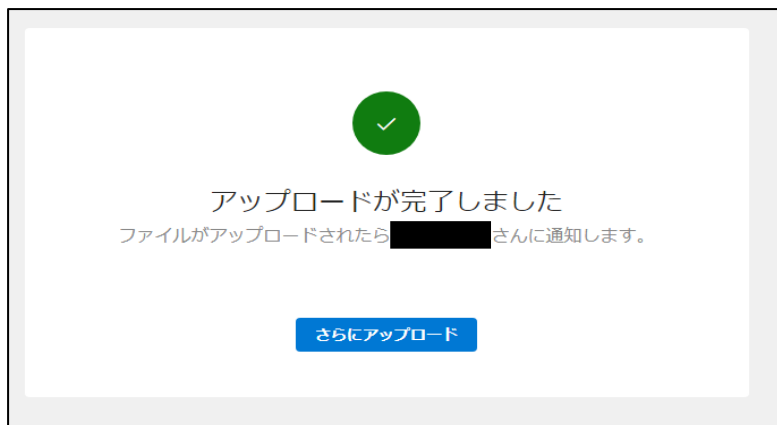 アップロードが完了しました
ファイルがアップロードされたら さんに通知します。
さらにアップロード